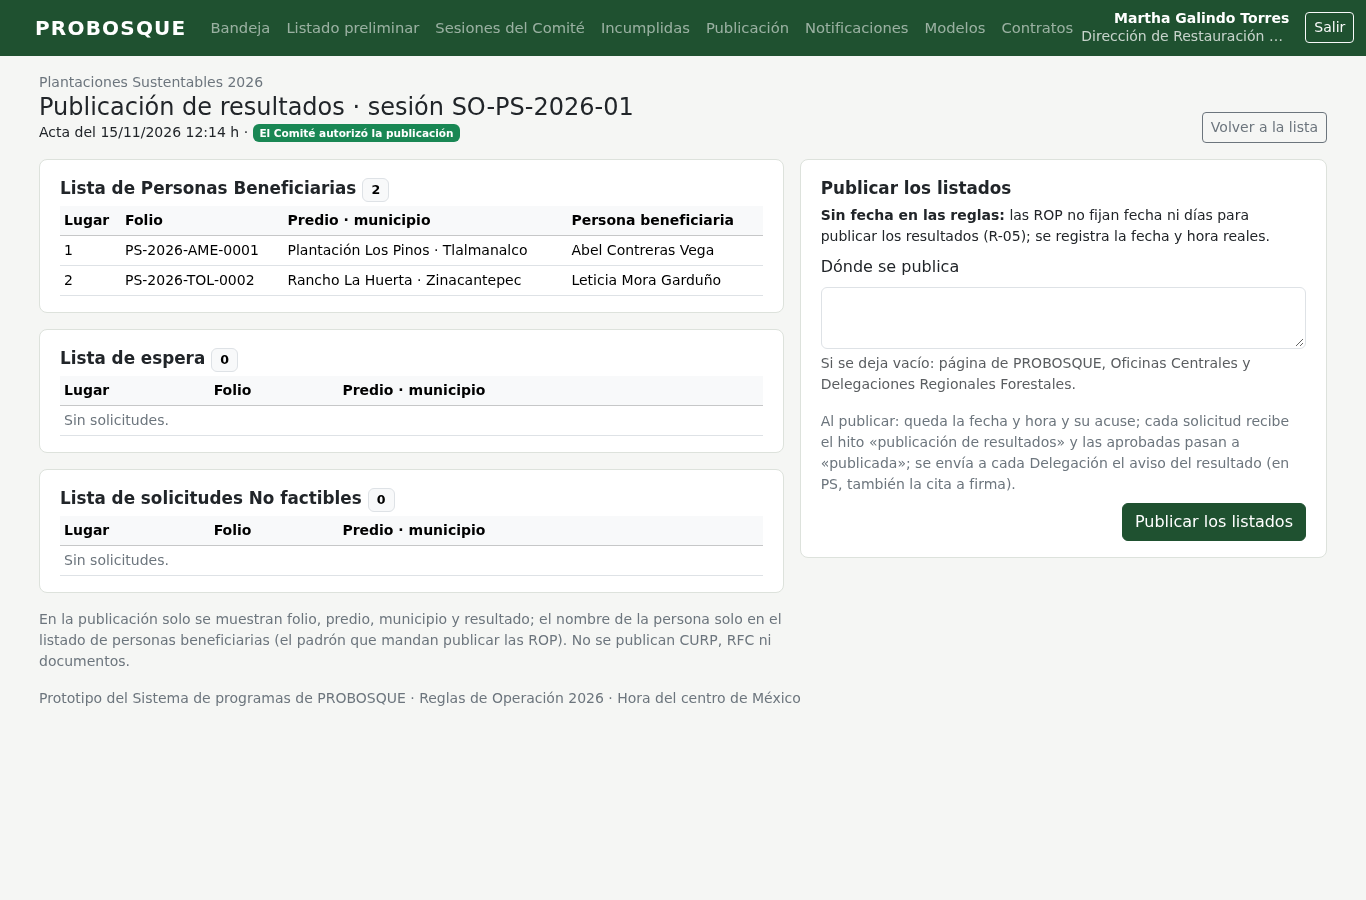 PROBOSQUE Bandeja Listado preliminar Sesiones del Comité Incumplidas Publicación Notificaciones Modelos Contratos Martha Galindo Torres Salir
Dirección de Restauración ...
Plantaciones Sustentables 2026
Publicación de resultados · sesión SO-PS-2026-01
Acta del 15/11/2026 12:14 h · El Comité autorizó la publicación
Volver a la lista
Lista de Personas Beneficiarias 2
Lugar Folio Predio · municipio Persona beneficiaria
1 PS-2026-AME-0001 Plantación Los Pinos · Tlalmanalco Abel Contreras Vega
2 PS-2026-TOL-0002 Rancho La Huerta · Zinacantepec Leticia Mora Garduño
Lista de espera 0
Lugar Folio Predio · municipio
Sin solicitudes.
Lista de solicitudes No factibles 0
Lugar Folio Predio · municipio
Sin solicitudes.
En la publicación solo se muestran folio, predio, municipio y resultado; el nombre de la persona solo en el
listado de personas beneficiarias (el padrón que mandan publicar las ROP). No se publican CURP, RFC ni
documentos.
Publicar los listados
Sin fecha en las reglas: las ROP no fijan fecha ni días para
publicar los resultados (R-05); se registra la fecha y hora reales.
Dónde se publica
Si se deja vacío: página de PROBOSQUE, Oficinas Centrales y
Delegaciones Regionales Forestales.
Al publicar: queda la fecha y hora y su acuse; cada solicitud recibe
el hito «publicación de resultados» y las aprobadas pasan a
«publicada»; se envía a cada Delegación el aviso del resultado (en
PS, también la cita a firma).
Publicar los listados
Prototipo del Sistema de programas de PROBOSQUE · Reglas de Operación 2026 · Hora del centro de México